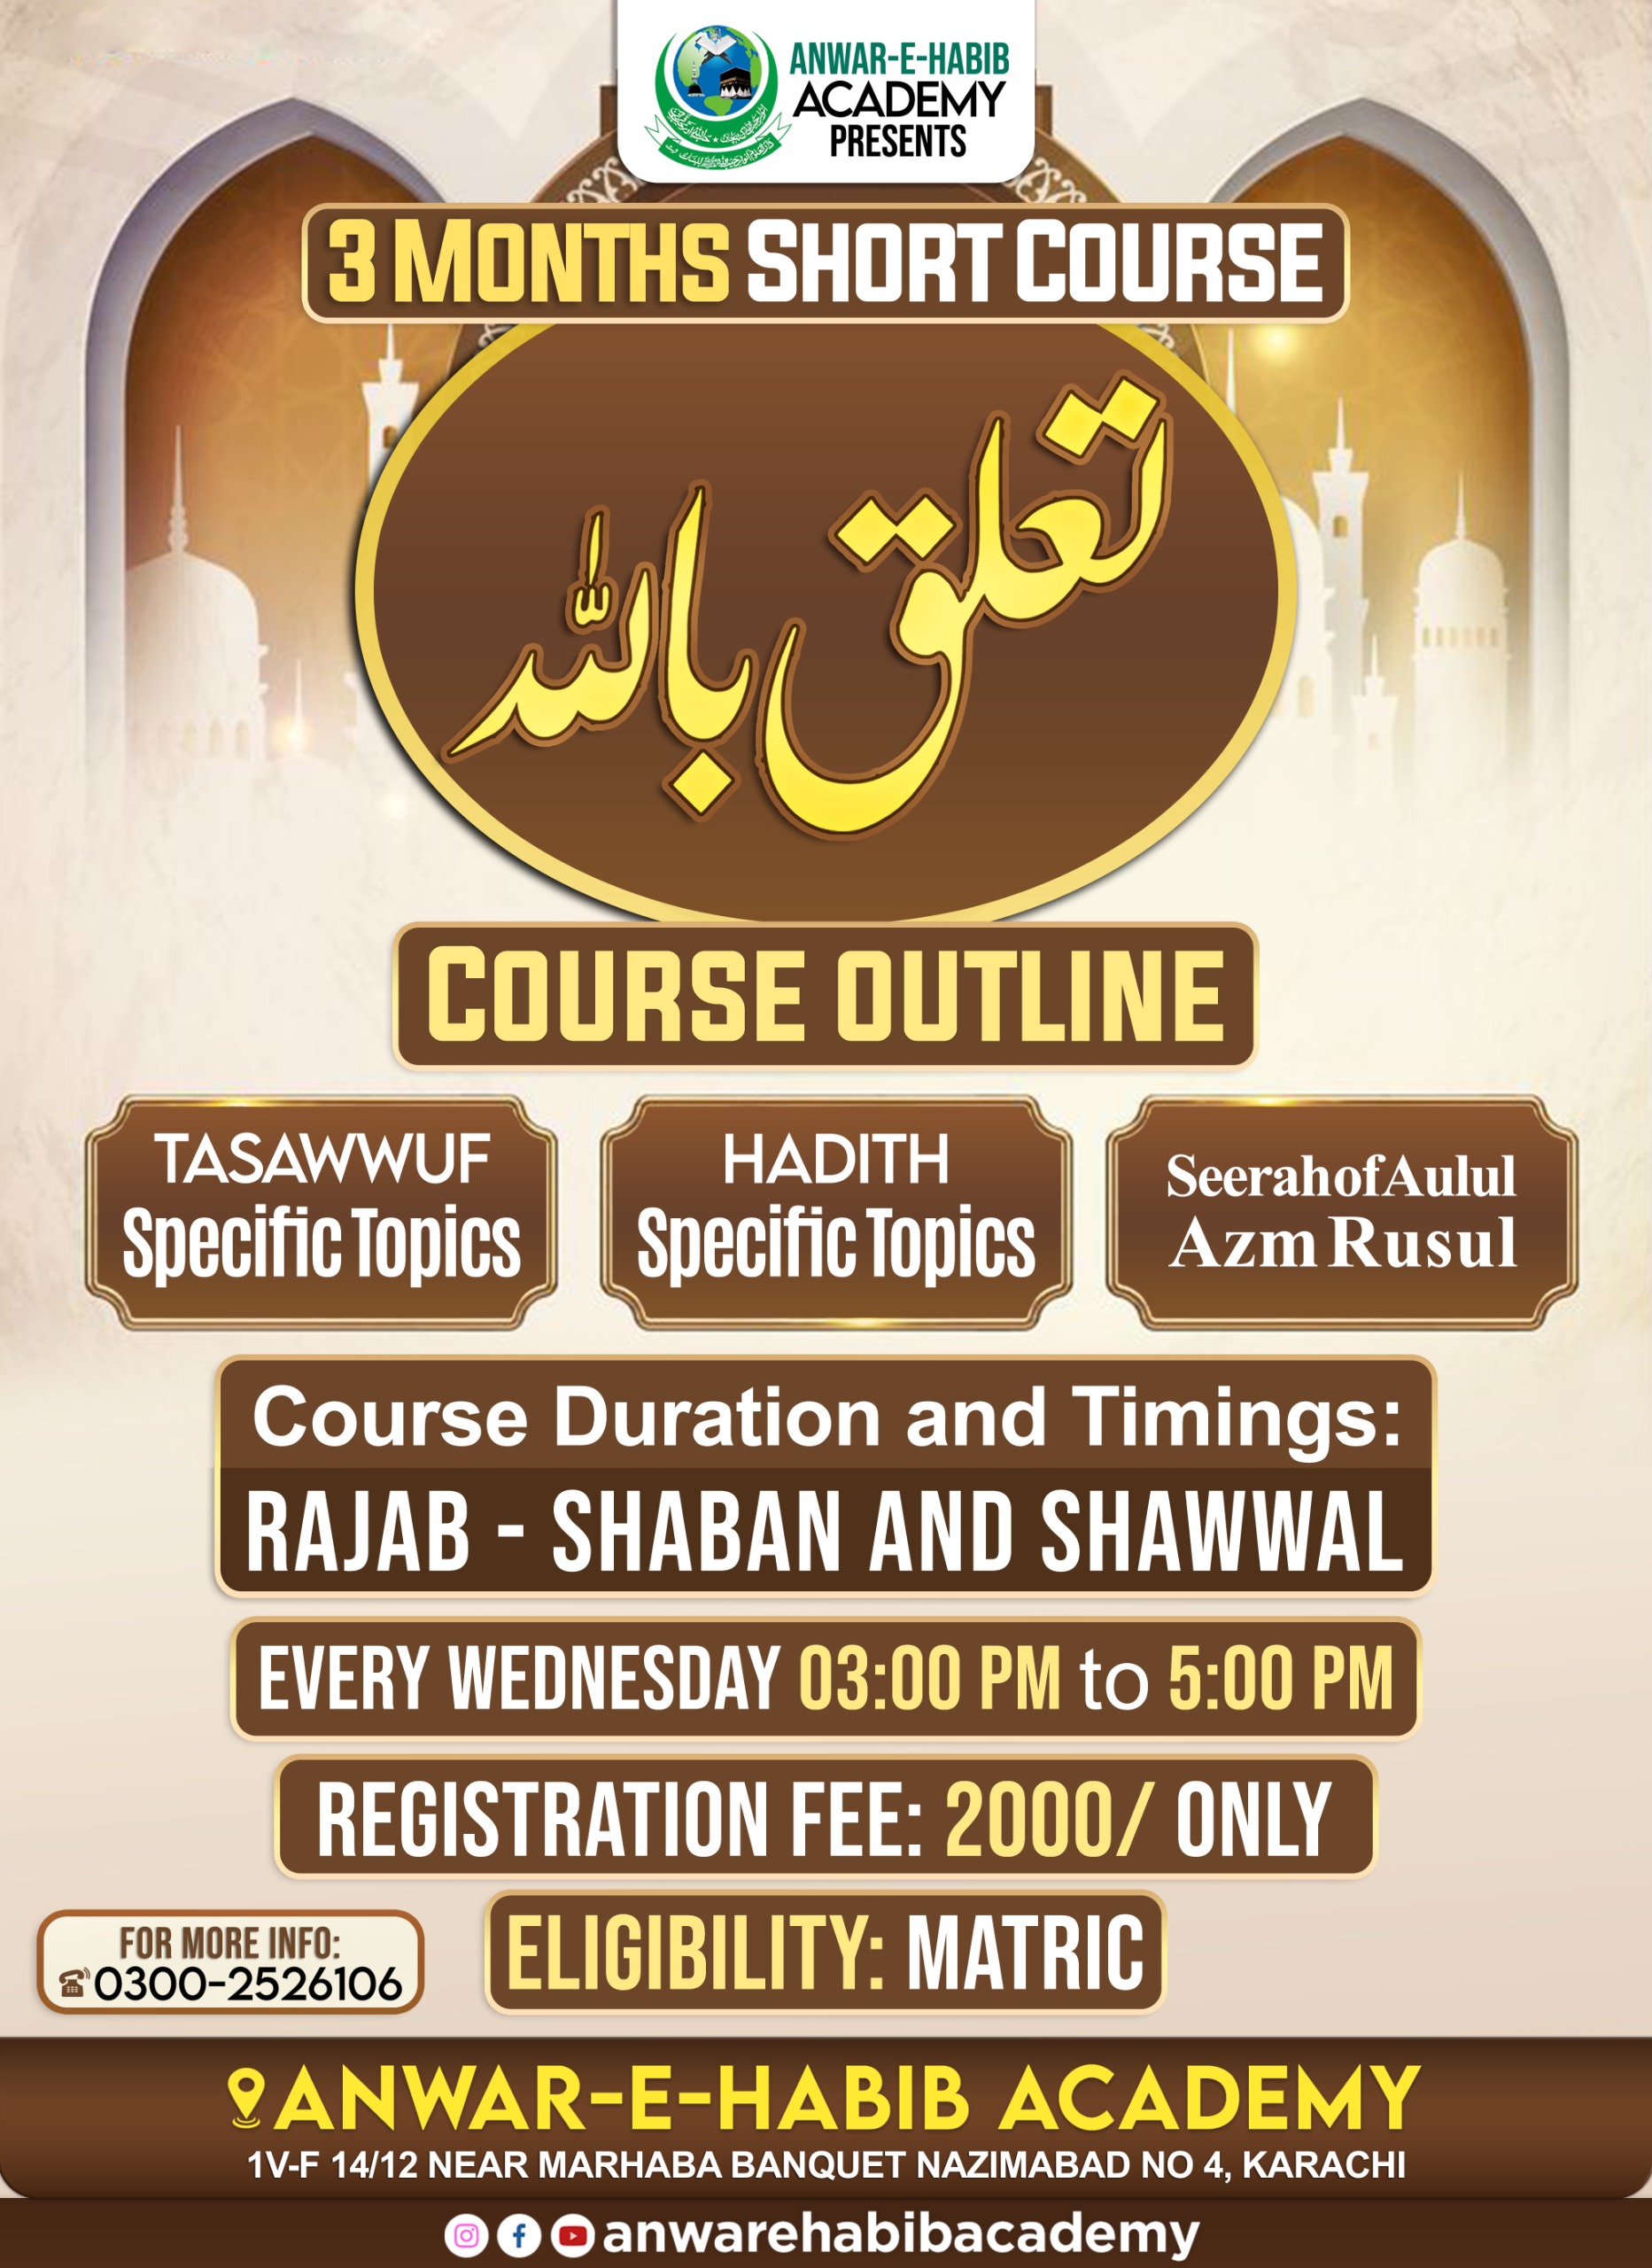 ANWAR-E-HABIB
ACADEMY
PRESENTS
3 MONTHS SHORT COURSE
تعلق باللہ
COURSE OUTLINE
TASAWWUF
Specific Topics
HADITH
Specific Topics
Seerah of Aulul
Azm Rusul
Course Duration and Timings:
RAJAB - SHABAN AND SHAWWAL
EVERY WEDNESDAY 03:00 PM to 5:00 PM
REGISTRATION FEE: 2000/ ONLY
ELIGIBILITY: MATRIC
FOR MORE INFO:
0300-2526106
ANWAR-E-HABIB ACADEMY
1V-F 14/12 NEAR MARHABA BANQUET NAZIMABAD NO 4, KARACHI
anwarehabibacademy